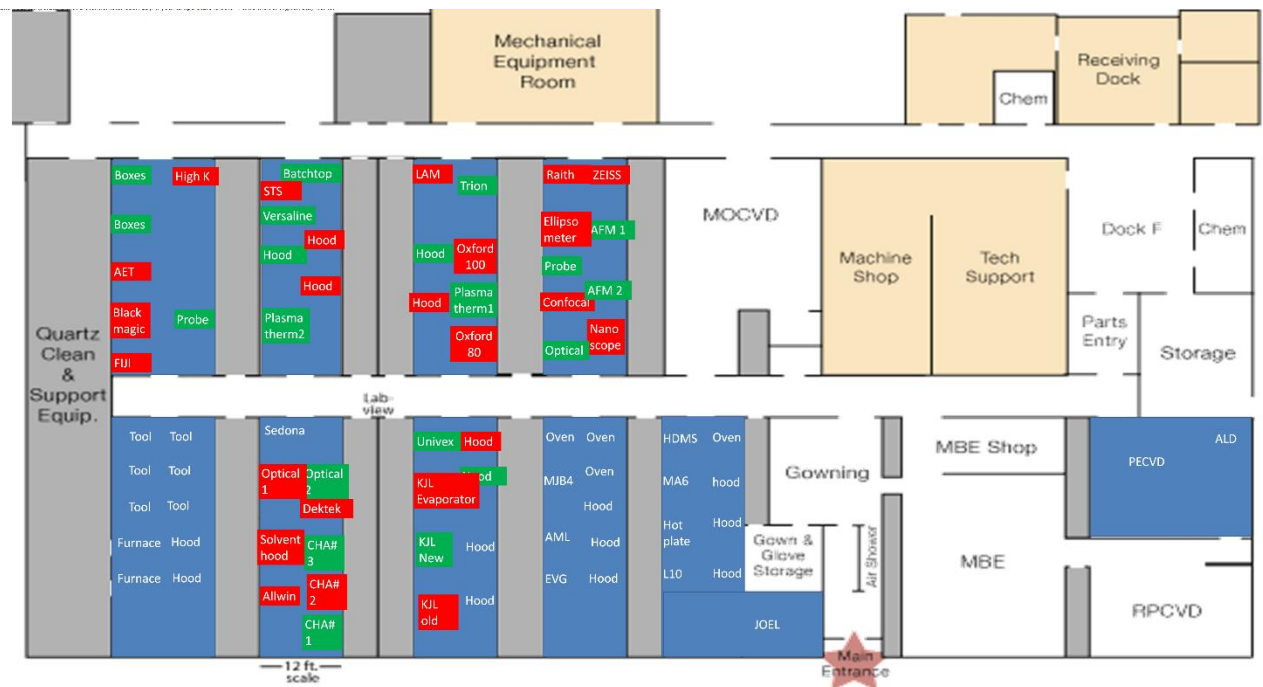 Mechanical
Equipment
Room
Receiving
Dock
Chem
Boxes
High K
Boxes
AET
Black
magic
Probe
FIJI
Batchtop
STS
Versaline
Hood
Hood
Hood
Plasma
therm2
LAM
Trion
Hood
Oxford
100
Hood
Plasma
therm1
Oxford
80
Raith
ZEISS
Ellipso
meter
AFM 1
Probe
AFM 2
Confocal
Nano
scope
Optical
MOCVD
Machine
Shop
Tech
Support
Dock F
Chem
Parts
Entry
Storage
Quartz
Clean
&
Support
Equip.
Lab-
view
Tool Tool
Tool Tool
Tool Tool
Furnace Hood
Furnace Hood
Sedona
Optical
1
Optical
2
Dektek
Solvent
hood
CHA#
3
Allwin
CHA#
2
CHA#
1
12 ft.
scale
Univex
Hood
KJL
Evaporator
KJL
New
Hood
KJL
old
Hood
Oven Oven
MJB4
Oven
Hood
AML
Hood
EVG
Hood
HDMS
Oven
MA6
hood
Hot
plate
Hood
L10
Hood
JOEL
Gowning
Gown &
Glove
Storage
Air Shower
Main
Entrance
MBE Shop
MBE
PECVD
ALD
RPCVD